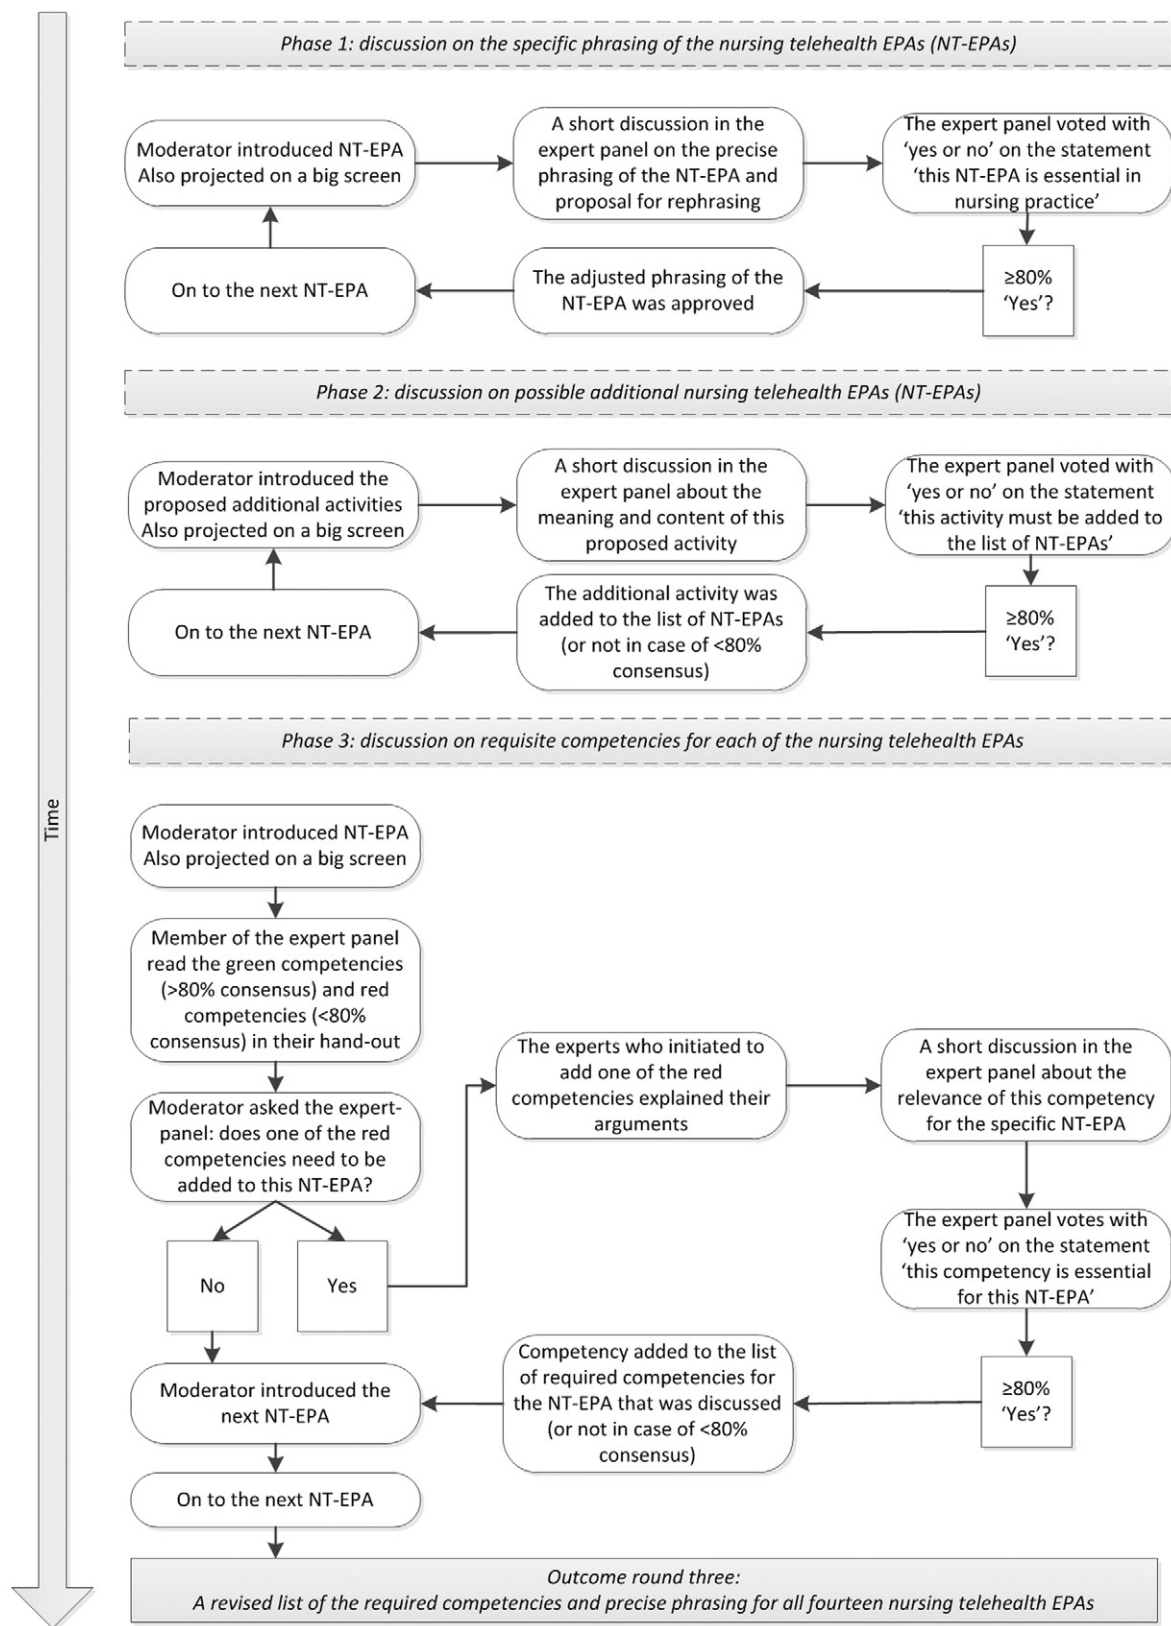 Phase 1: discussion on the specific phrasing of the nursing telehealth EPAs (NT-EPAs)
Moderator introduced NT-EPA
Also projected on a big screen
A short discussion in the
expert panel on the precise
phrasing of the NT-EPA and
proposal for rephrasing
The expert panel voted with
‘yes or no’ on the statement
‘this NT-EPA is essential in
nursing practice’
≥80%
‘Yes’?
The adjusted phrasing of the
NT-EPA was approved
On to the next NT-EPA
Phase 2: discussion on possible additional nursing telehealth EPAs (NT-EPAs)
Moderator introduced the
proposed additional activities
Also projected on a big screen
A short discussion in the
expert panel about the
meaning and content of this
proposed activity
The expert panel voted with
‘yes or no’ on the statement
‘this activity must be added to
the list of NT-EPAs’
≥80%
‘Yes’?
The additional activity was
added to the list of NT-EPAs
(or not in case of <80%
consensus)
On to the next NT-EPA
Phase 3: discussion on requisite competencies for each of the nursing telehealth EPAs
Time
Moderator introduced NT-EPA
Also projected on a big screen
Member of the expert panel
read the green competencies
(>80% consensus) and red
competencies (<80%
consensus) in their hand-out
Moderator asked the expert-
panel: does one of the red
competencies need to be
added to this NT-EPA?
No
Yes
The experts who initiated to
add one of the red
competencies explained their
arguments
A short discussion in the
expert panel about the
relevance of this competency
for the specific NT-EPA
The expert panel votes with
‘yes or no’ on the statement
‘this competency is essential
for this NT-EPA’
≥80%
‘Yes’?
Competency added to the list
of required competencies for
the NT-EPA that was discussed
(or not in case of <80%
consensus)
Moderator introduced the
next NT-EPA
On to the next NT-EPA
Outcome round three:
A revised list of the required competencies and precise phrasing for all fourteen nursing telehealth EPAs